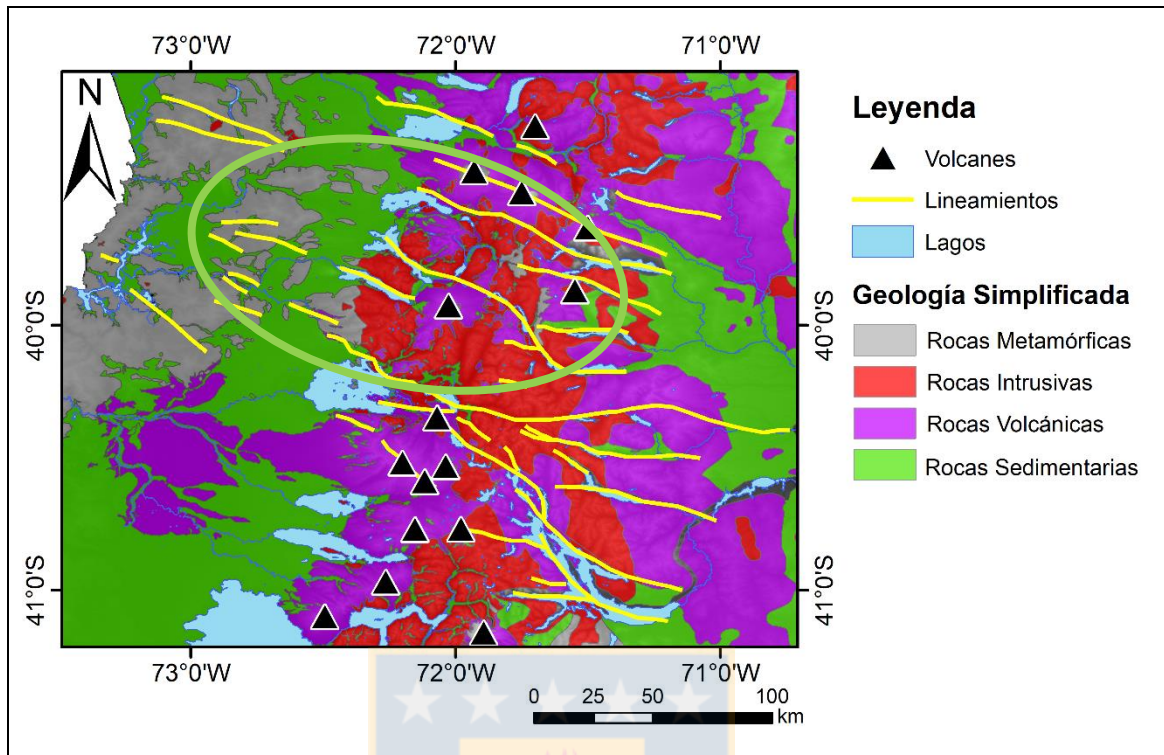 73°0'W 72°0'W 71°0'W
N
40°0'S 40°0'S
41°0'S 41°0'S
73°0'W 72°0'W 71°0'W
0 25 50 100
km
Leyenda
Volcanes
Lineamientos
Lagos
Geología Simplificada
Rocas Metamórficas
Rocas Intrusivas
Rocas Volcánicas
Rocas Sedimentarias